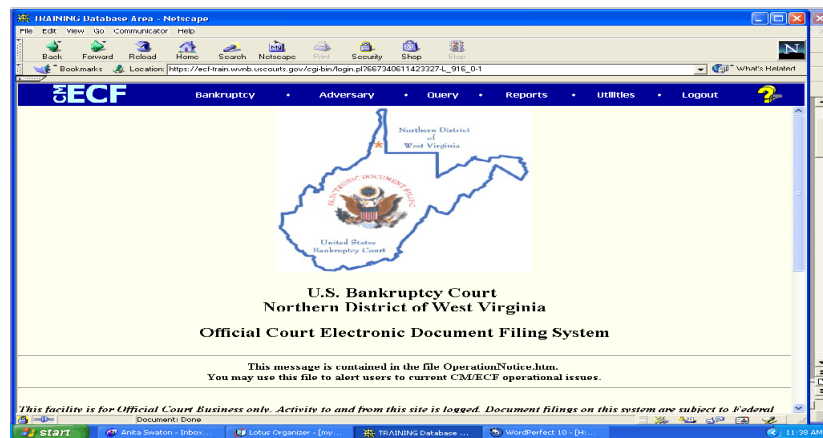 TRAINING Database Area - Netscape
File Edit View Go Communicator Help
Back Forward Reload Home Search Netscape Print Security Shop Stop
N
Bookmarks Location: https://ecf-train.wvnb.uscourts.gov/cgi-bin/login.pl?667340611423327-L_916_0-1 What's Related
CM ECF Bankruptcy • Adversary • Query • Reports • Utilities • Logout ?
Northern District
of
West Virginia
ELECTRONIC DOCUMENT FILING
United States
Bankruptcy Court
U.S. Bankruptcy Court
Northern District of West Virginia
Official Court Electronic Document Filing System
This message is contained in the file OperationNotice.htm.
You may use this file to alert users to current CM/ECF operational issues.
This facility is for Official Court Business only. Activity to and from this site is logged. Document filings on this system are subject to Federal
Document: Done
start Anita Swaton - Inbox... Lotus Organizer - [my... TRAINING Database ... WordPerfect 10 - [H:... 11:38 AM